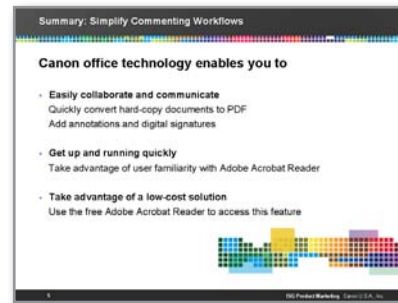 Summary: Simplify Commenting Workflows
Canon office technology enables you to
• Easily collaborate and communicate
Quickly convert hard-copy documents to PDF
Add annotations and digital signatures
• Get up and running quickly
Take advantage of user familiarity with Adobe Acrobat Reader
• Take advantage of a low-cost solution
Use the free Adobe Acrobat Reader to access this feature
ISG Product Marketing Canon U.S.A., Inc.